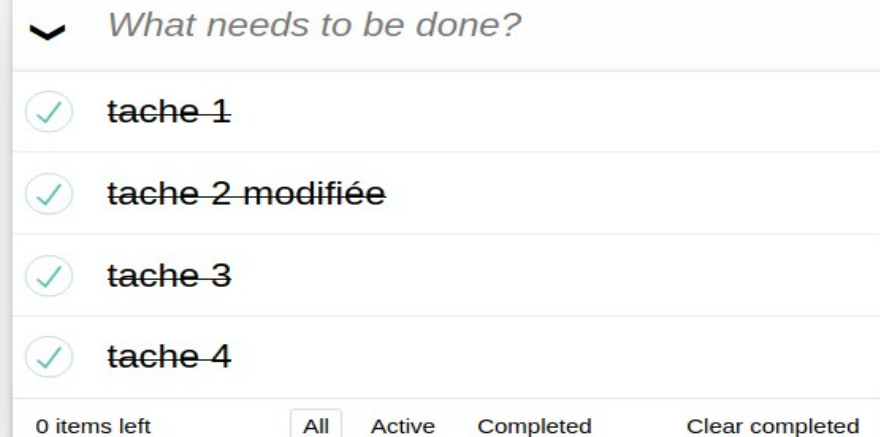 What needs to be done?
tache 1
tache 2 modifiée
tache 3
tache 4
0 items left All Active Completed Clear completed